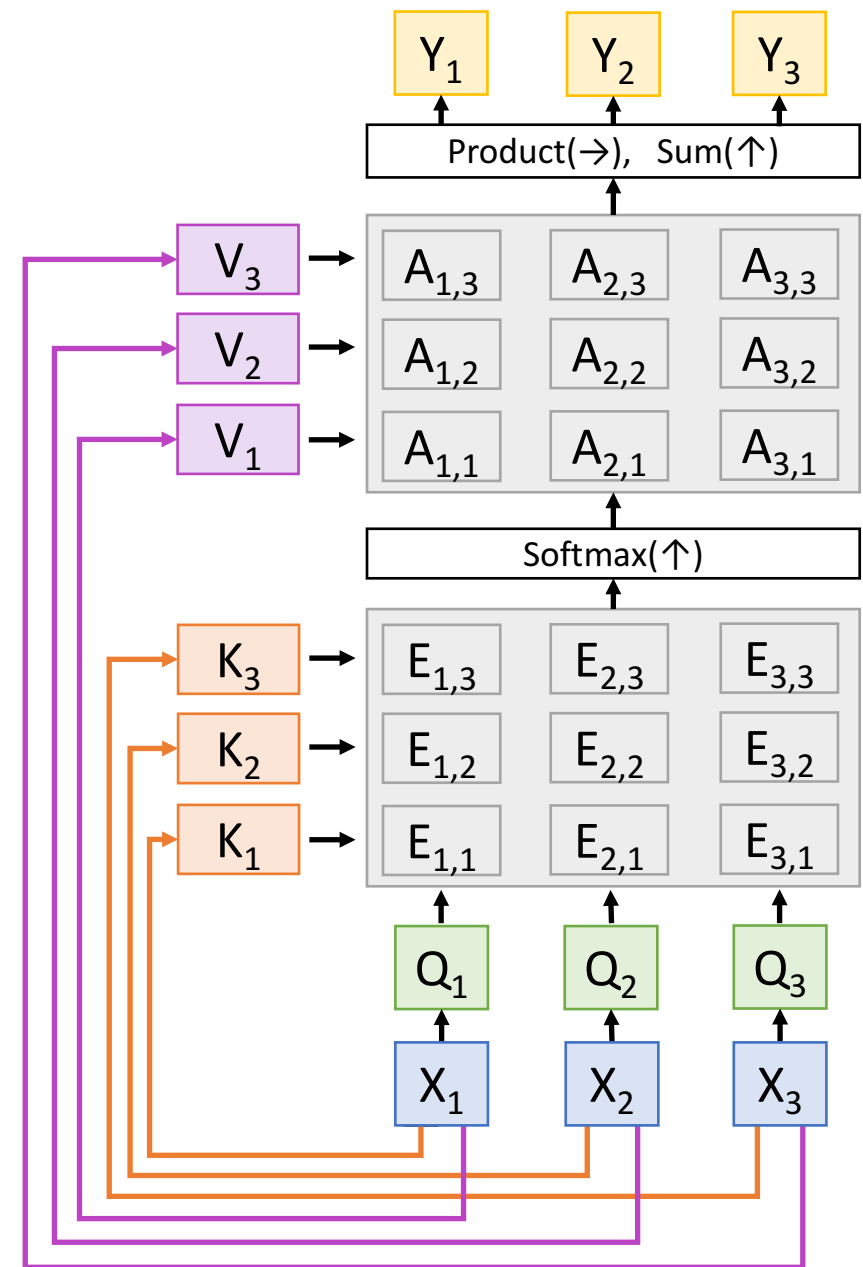 Y1 Y2 Y3
Product(→), Sum(↑)
V3 A1,3 A2,3 A3,3
V2 A1,2 A2,2 A3,2
V1 A1,1 A2,1 A3,1
Softmax(↑)
K3 E1,3 E2,3 E3,3
K2 E1,2 E2,2 E3,2
K1 E1,1 E2,1 E3,1
Q1 Q2 Q3
X1 X2 X3